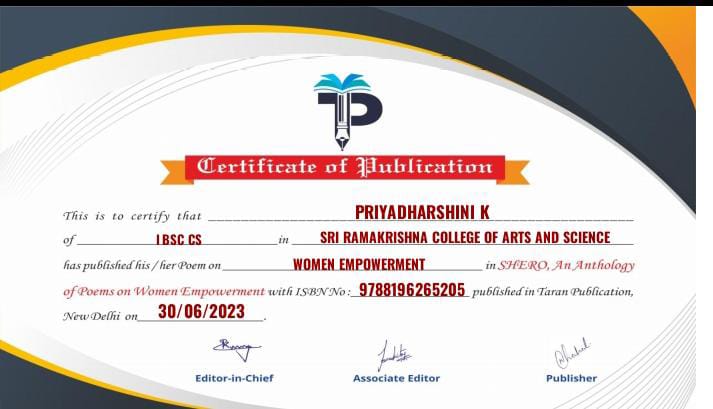 TP
Certificate of Publication
This is to certify that PRIYADHARSHINI K
of I BSC CS in SRI RAMAKRISHNA COLLEGE OF ARTS AND SCIENCE
has published his / her Poem on WOMEN EMPOWERMENT in SHERO, An Anthology
of Poems on Women Empowerment with ISBN No : 9788196265205 published in Taran Publication,
New Delhi on 30/06/2023.
Editor-in-Chief Associate Editor Publisher